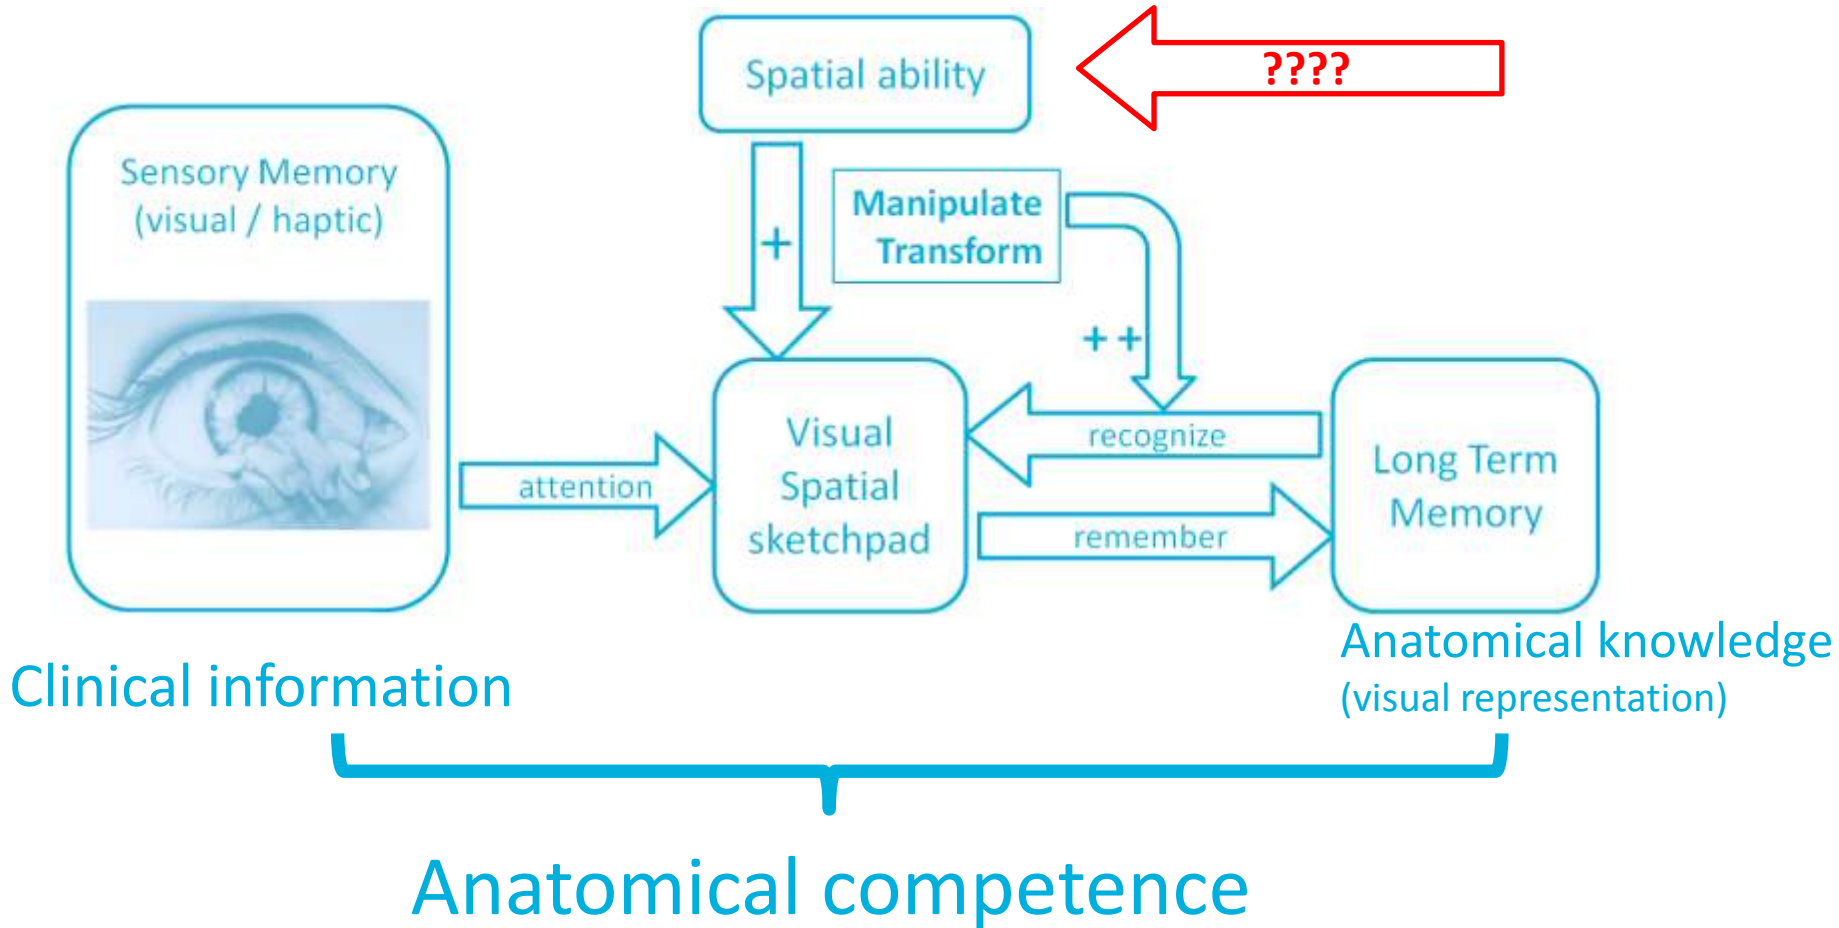 Spatial ability
????
Sensory Memory
(visual / haptic)
+
Manipulate
Transform
++
attention
Visual
Spatial
sketchpad
recognize
remember
Long Term
Memory
Clinical information
Anatomical knowledge
(visual representation)
Anatomical competence